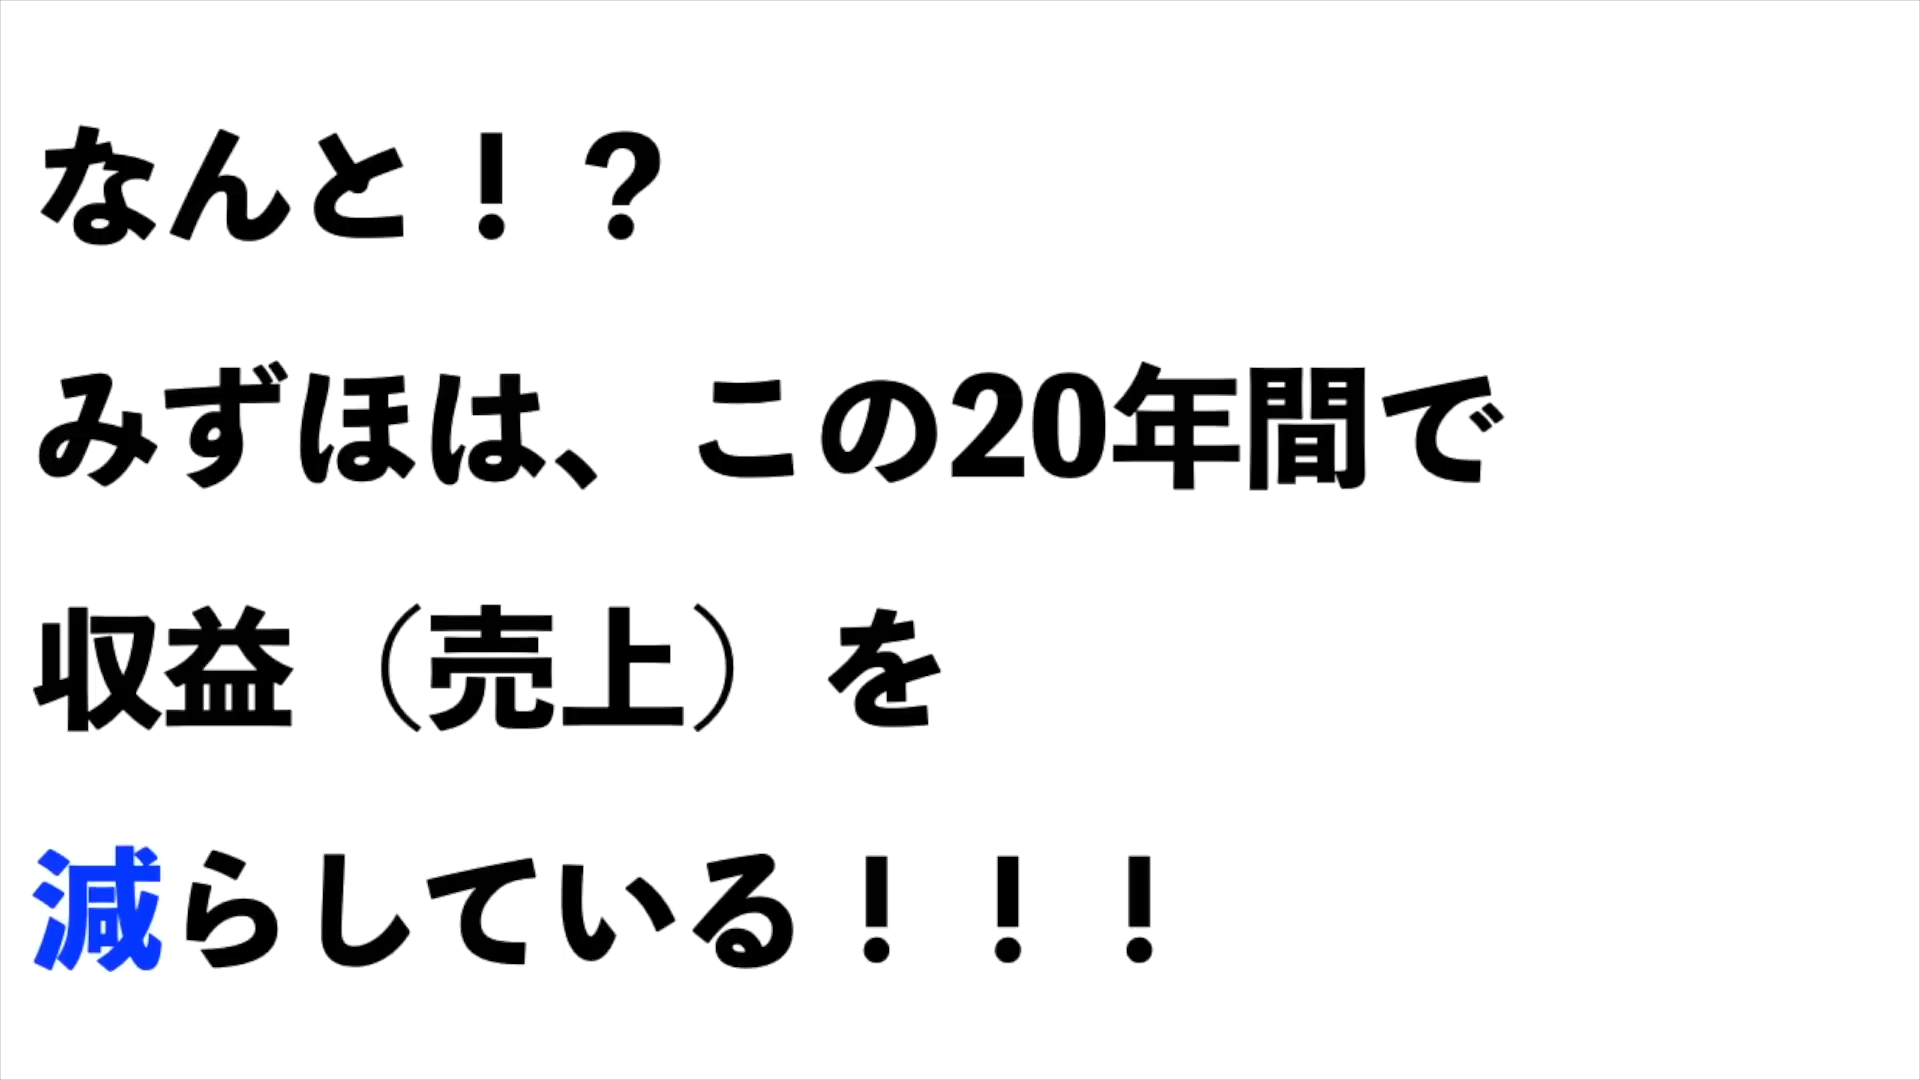 なんと！？
みずほは、この20年間で
収益（売上）を
減らしている！！！